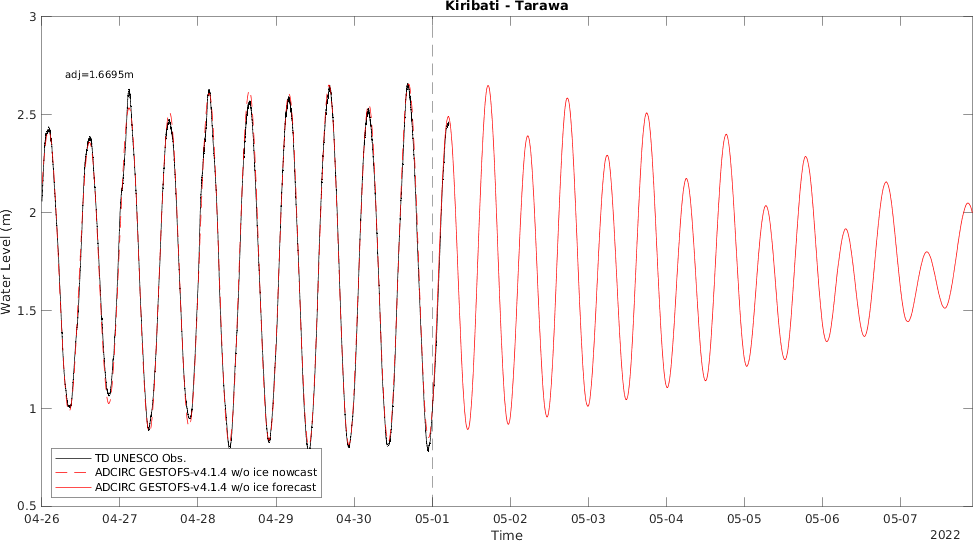 Kiribati - Tarawa
3
adj=1.6695m
2.5
2
Water Level (m)
1.5
1
TD UNESCO Obs.
ADCIRC GESTOFS-v4.1.4 w/o ice nowcast
ADCIRC GESTOFS-v4.1.4 w/o ice forecast
0.5
04-26 04-27 04-28 04-29 04-30 05-01 05-02 05-03 05-04 05-05 05-06 05-07
Time
2022